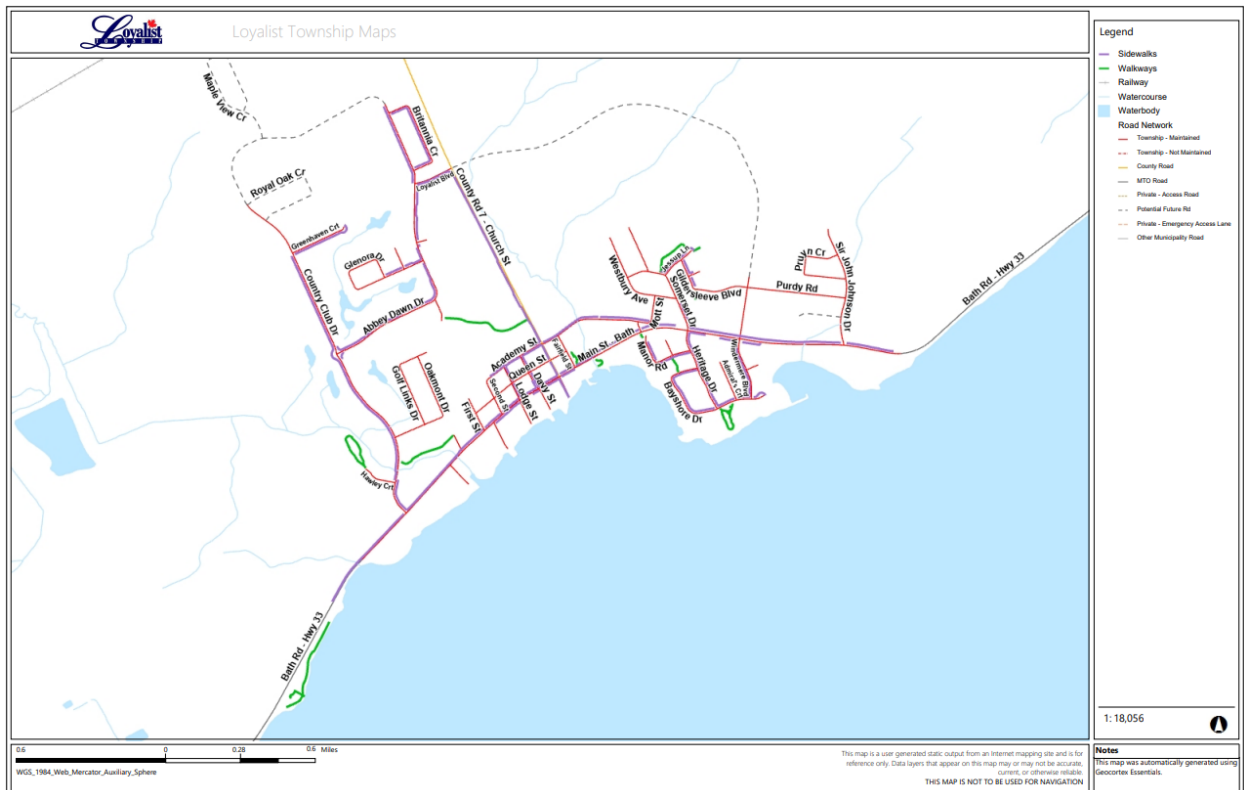 Loyalist
TOWNSHIP
Loyalist Township Maps
Legend
Sidewalks
Walkways
Railway
Watercourse
Waterbody
Road Network
Township - Maintained
Township - Not Maintained
County Road
MTO Road
Private - Access Road
Potential Future Rd
Private - Emergency Access Lane
Other Municipality Road
Maple View Cr
Britannia Cr
Royal Oak Cr
Loyalist Blvd
County Rd 7 - Church St
Greenhaven Crt
Glenora Dr
Country Club Dr
Abbey Dawn Dr
Westbury Ave
Jessup Ln
Gildersleeve Blvd
Somerset Dr
Mott St
Purdy Rd
Pruyn Cr
Sir John Johnson Dr
Bath Rd - Hwy 33
Academy St
Queen St
Fairfield St
Main St - Bath
Manor Rd
Heritage Dr
Windermere Blvd
Admiral's Crt
Bayshore Dr
Golf Links Dr
Oakmont Dr
Second St
Lodge St
Davy St
First St
Hawley Crt
Bath Rd - Hwy 33
1: 18,056
0.6 0 0.28 0.6 Miles
WGS_1984_Web_Mercator_Auxiliary_Sphere
This map is a user generated static output from an Internet mapping site and is for
reference only. Data layers that appear on this map may or may not be accurate,
current, or otherwise reliable.
THIS MAP IS NOT TO BE USED FOR NAVIGATION
Notes
This map was automatically generated using
Geocortex Essentials.